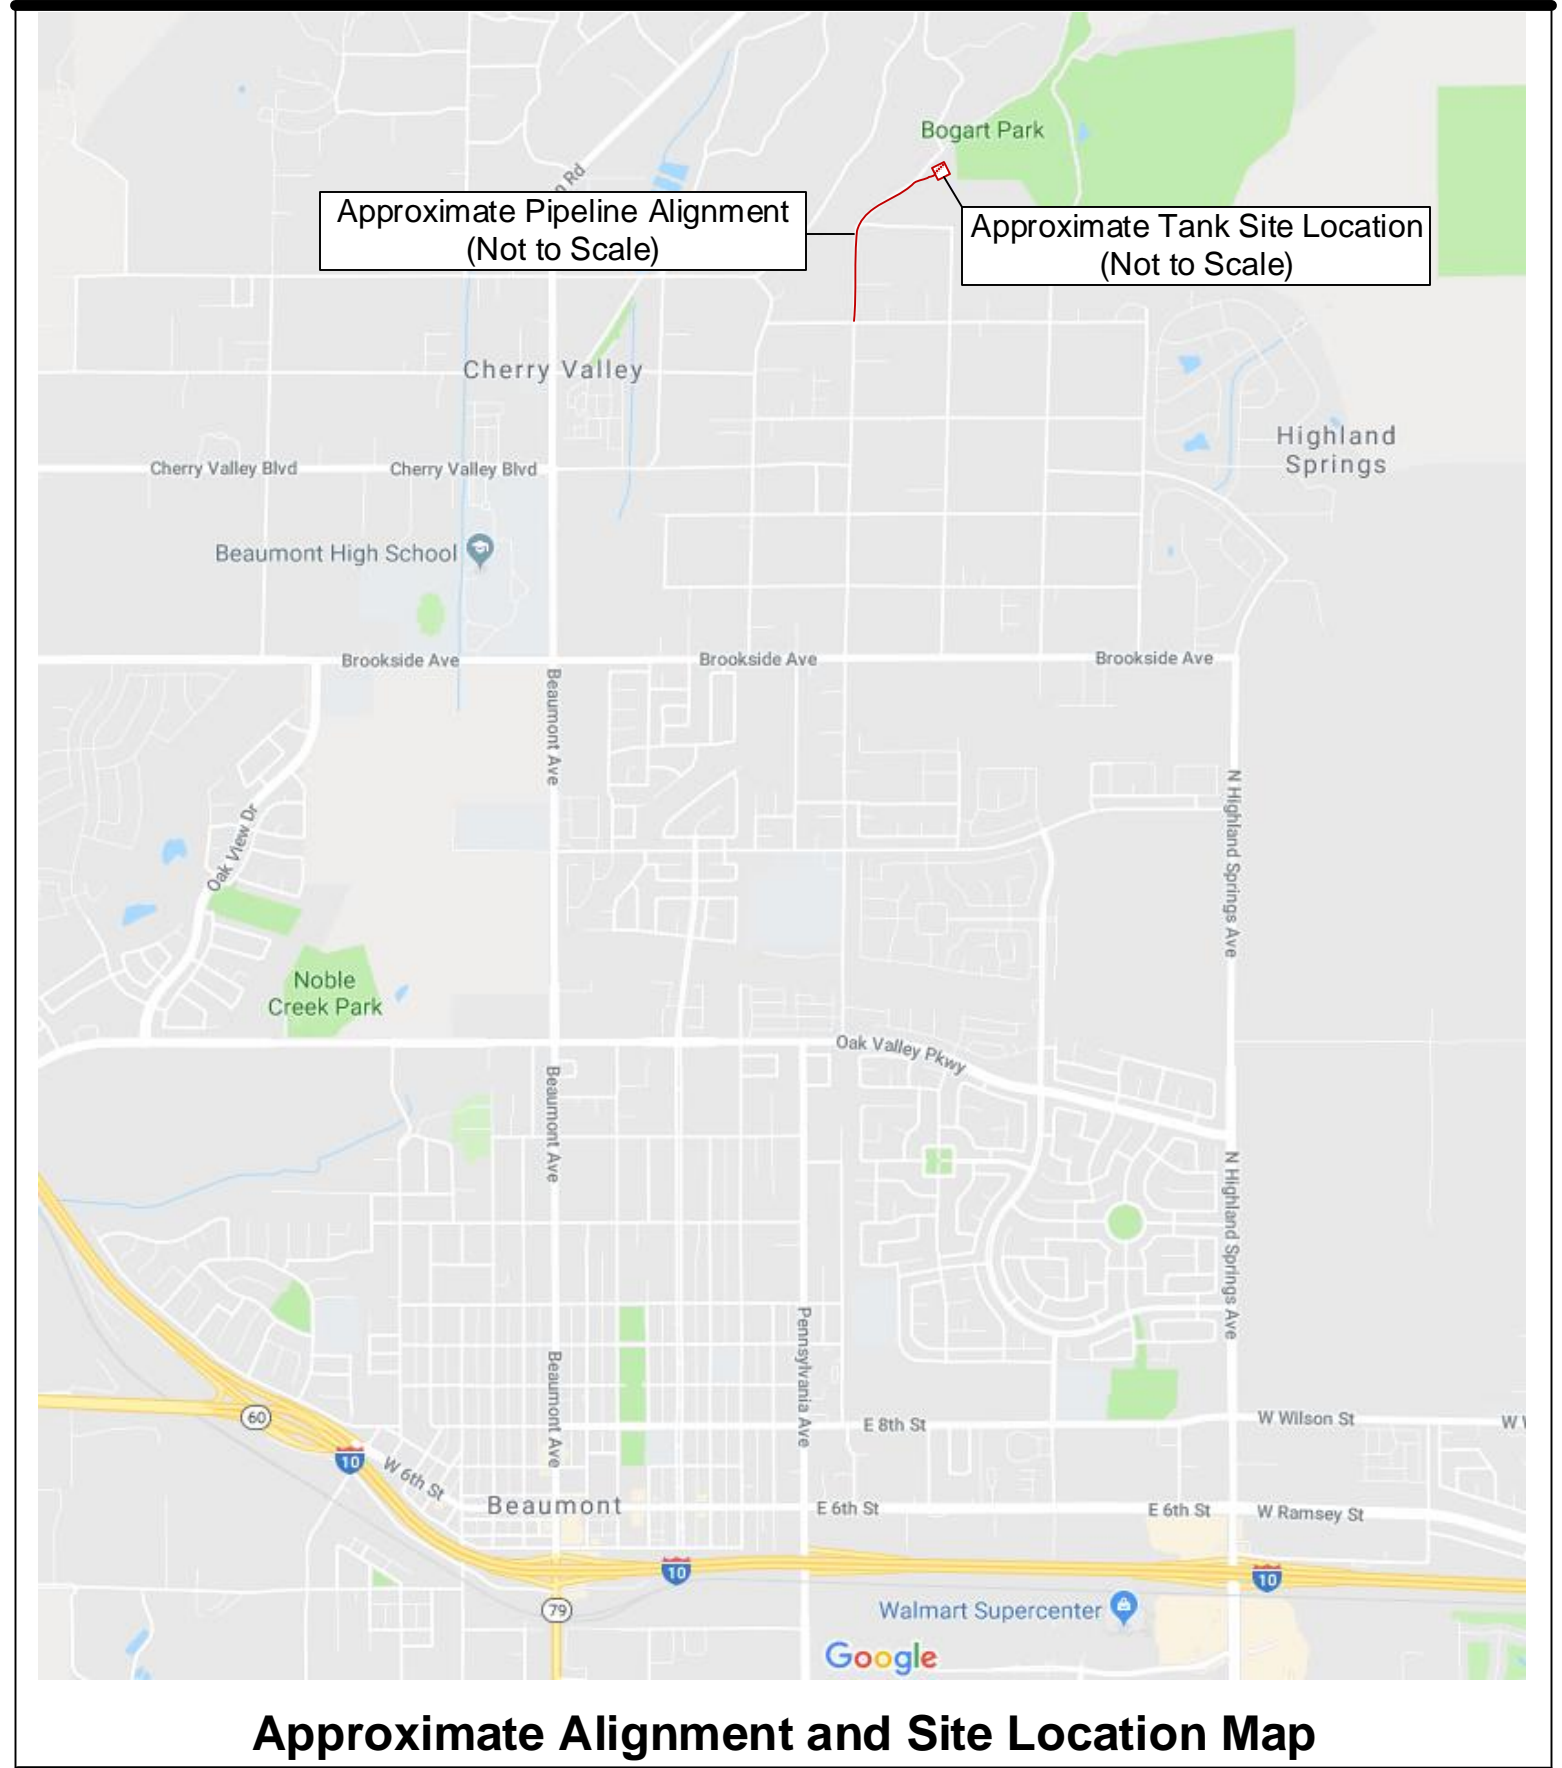 Bogart Park
n Rd
Approximate Pipeline Alignment
(Not to Scale)
Approximate Tank Site Location
(Not to Scale)
Cherry Valley
Highland
Springs
Cherry Valley Blvd
Cherry Valley Blvd
Beaumont High School
Brookside Ave
Brookside Ave
Brookside Ave
Beaumont Ave
N Highland Springs Ave
Oak View Dr
Noble
Creek Park
Oak Valley Pkwy
Beaumont Ave
N Highland Springs Ave
Pennsylvania Ave
Beaumont Ave
60
E 8th St
W Wilson St
W
10
W 6th St
Beaumont
E 6th St
E 6th St
W Ramsey St
10
10
79
Walmart Supercenter
Google
Approximate Alignment and Site Location Map